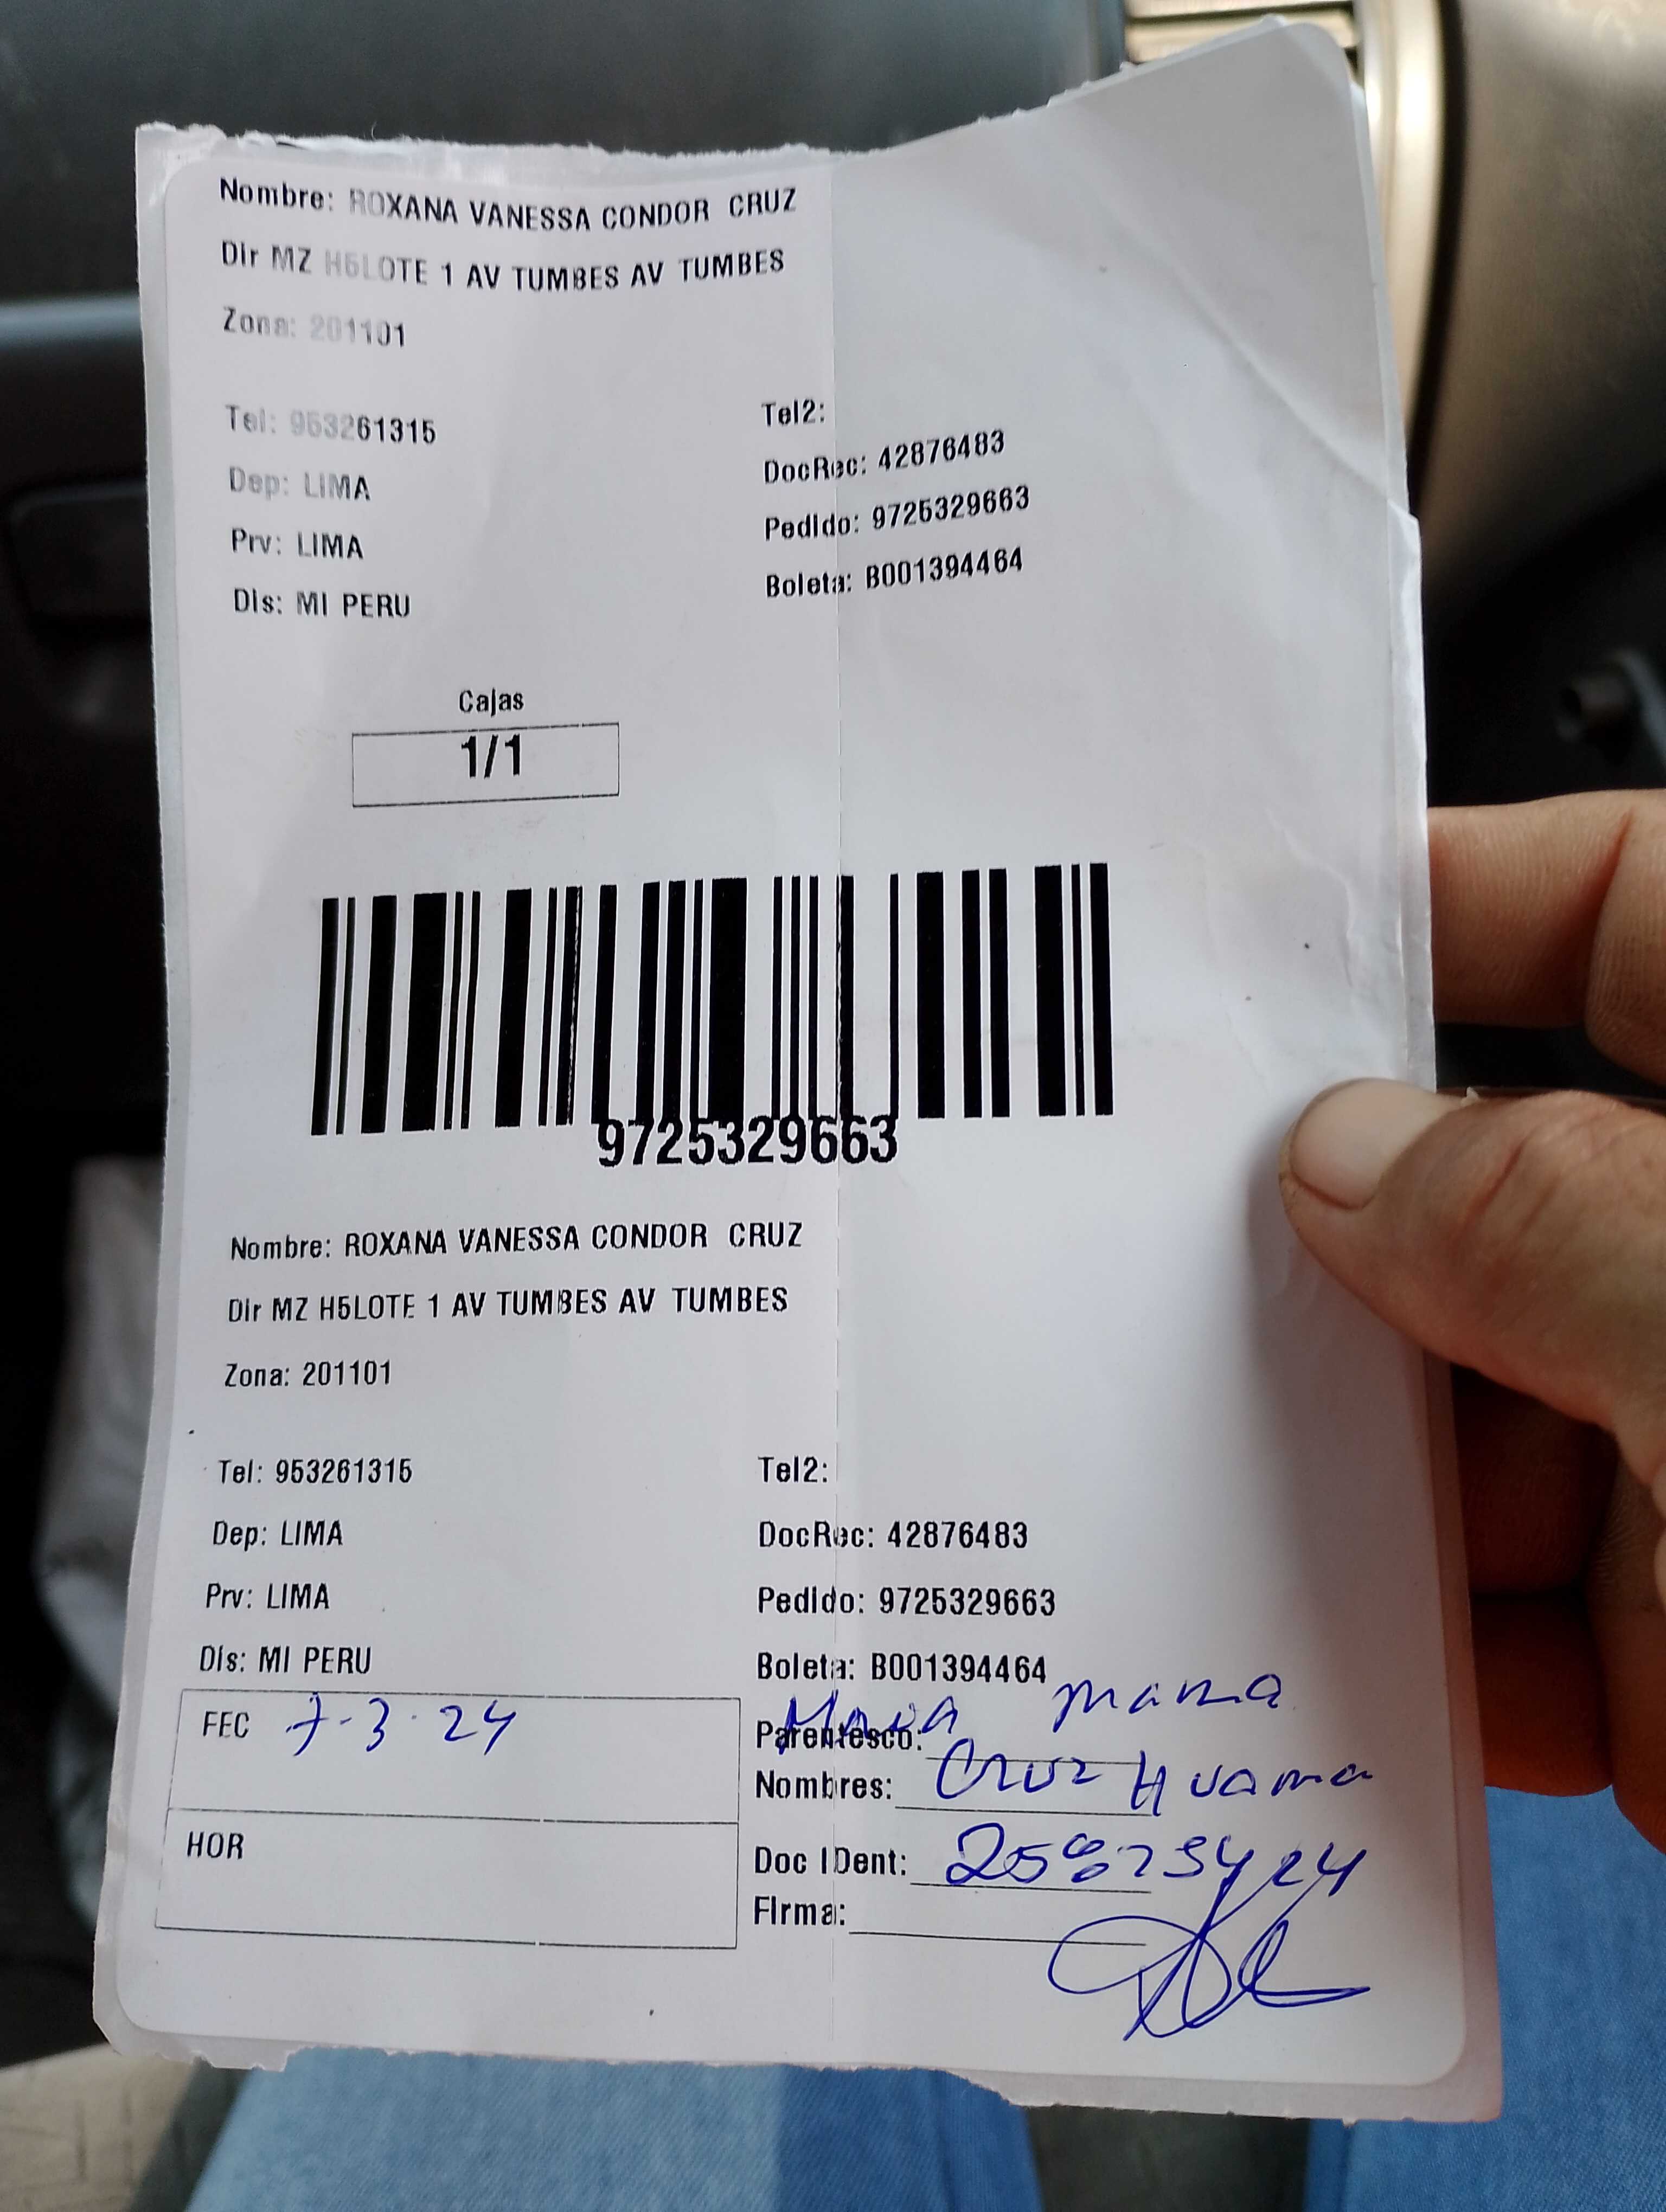 Nombre: ROXANA VANESSA CONDOR CRUZ
Dir MZ H5LOTE 1 AV TUMBES AV TUMBES
Zona: 201101
Tel: 953261315
Tel2:
DocRec: 42876483
Dep: LIMA
Pedido: 9725329663
Prv: LIMA
Boleta: B001394464
Dis: MI PERU
Cajas
1/1
9725329663
Nombre: ROXANA VANESSA CONDOR CRUZ
Dir MZ H5LOTE 1 AV TUMBES AV TUMBES
Zona: 201101
Tel: 953261315
Tel2:
Dep: LIMA
DocRec: 42876483
Prv: LIMA
Pedido: 9725329663
Dis: MI PERU
Boleta: B001394464
FEC 7-3-24
mama
Parentesco:
Nombres: Cruz Huama
HOR
Doc IDent:
Firma: